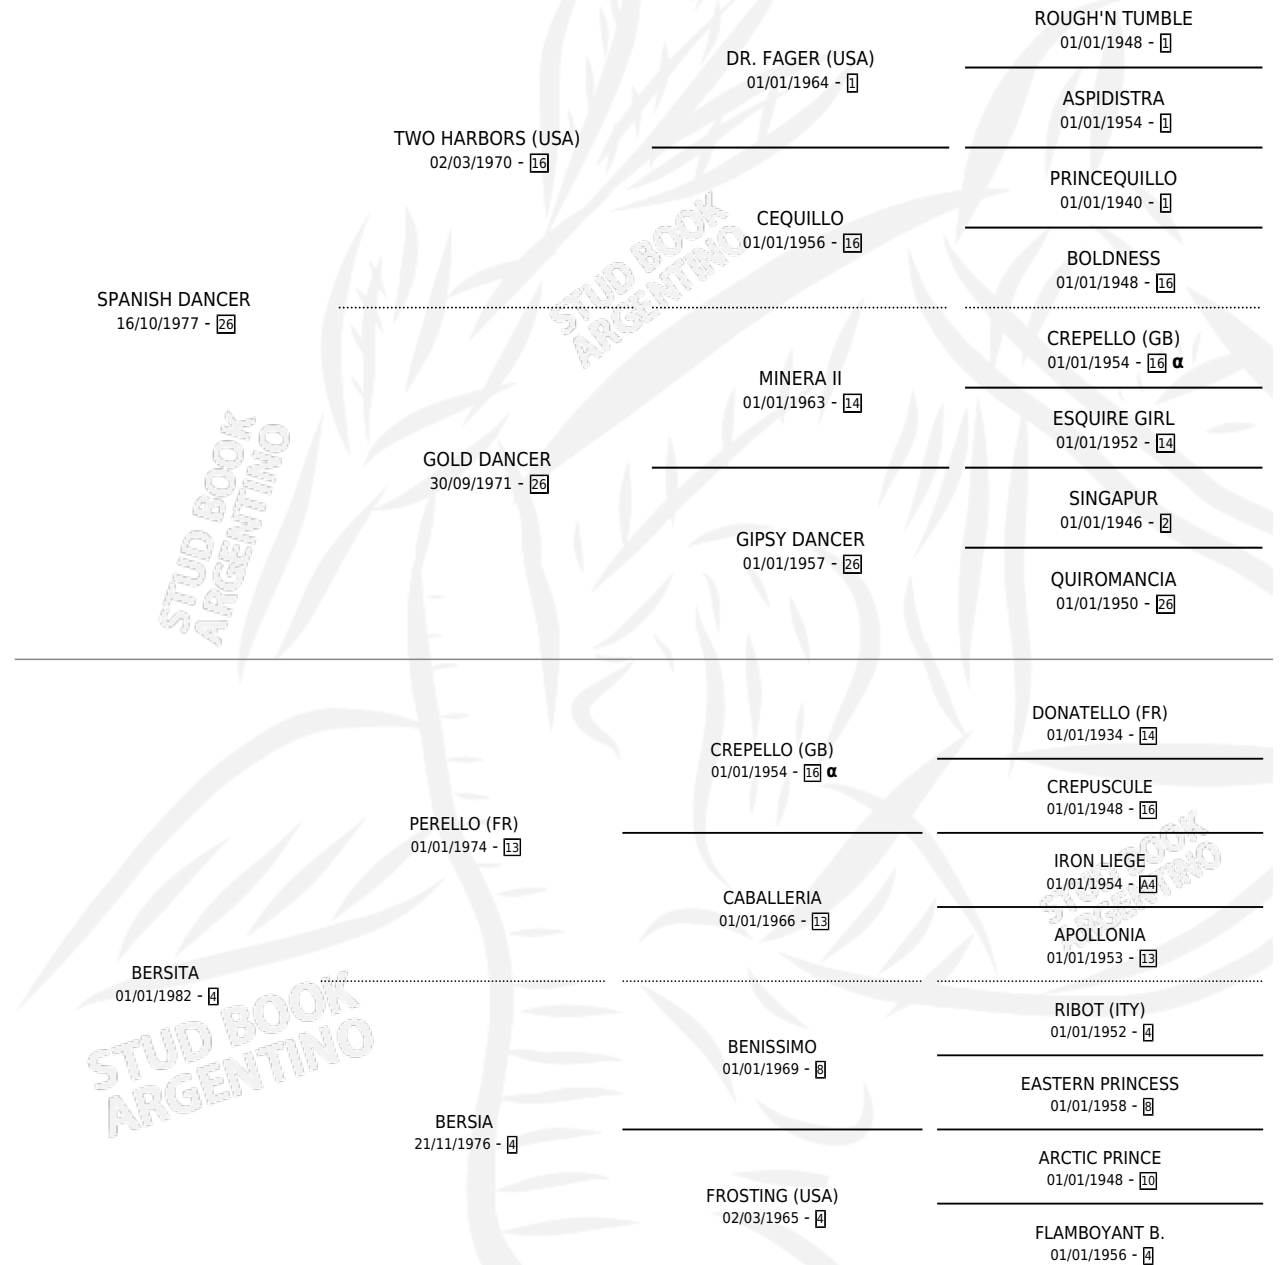 ROUGH'N TUMBLE
01/01/1948 - 1
DR. FAGER (USA)
01/01/1964 - 1
ASPIDISTRA
01/01/1954 - 1
TWO HARBORS (USA)
02/03/1970 - 16
PRINCEQUILLO
01/01/1940 - 1
CEQUILLO
01/01/1956 - 16
BOLDNESS
01/01/1948 - 16
SPANISH DANCER
16/10/1977 - 26
CREPELLO (GB)
01/01/1954 - 16 α
MINERA II
01/01/1963 - 14
ESQUIRE GIRL
01/01/1952 - 14
GOLD DANCER
30/09/1971 - 26
SINGAPUR
01/01/1946 - 2
GIPSY DANCER
01/01/1957 - 26
QUIROMANCIA
01/01/1950 - 26
STUD BOOK
ARGENTINO
STUD BOOK
ARGENTINO
DONATELLO (FR)
01/01/1934 - 14
CREPELLO (GB)
01/01/1954 - 16 α
CREPUSCULE
01/01/1948 - 16
PERELLO (FR)
01/01/1974 - 13
IRON LIEGE
01/01/1954 - A4
CABALLERIA
01/01/1966 - 13
APOLLONIA
01/01/1953 - 13
BERSITA
01/01/1982 - 4
RIBOT (ITY)
01/01/1952 - 4
BENISSIMO
01/01/1969 - 8
EASTERN PRINCESS
01/01/1958 - 8
BERSIA
21/11/1976 - 4
ARCTIC PRINCE
01/01/1948 - 10
FROSTING (USA)
02/03/1965 - 4
FLAMBOYANT B.
01/01/1956 - 4
STUD BOOK
ARGENTINO
STUD BOOK
ARGENTINO